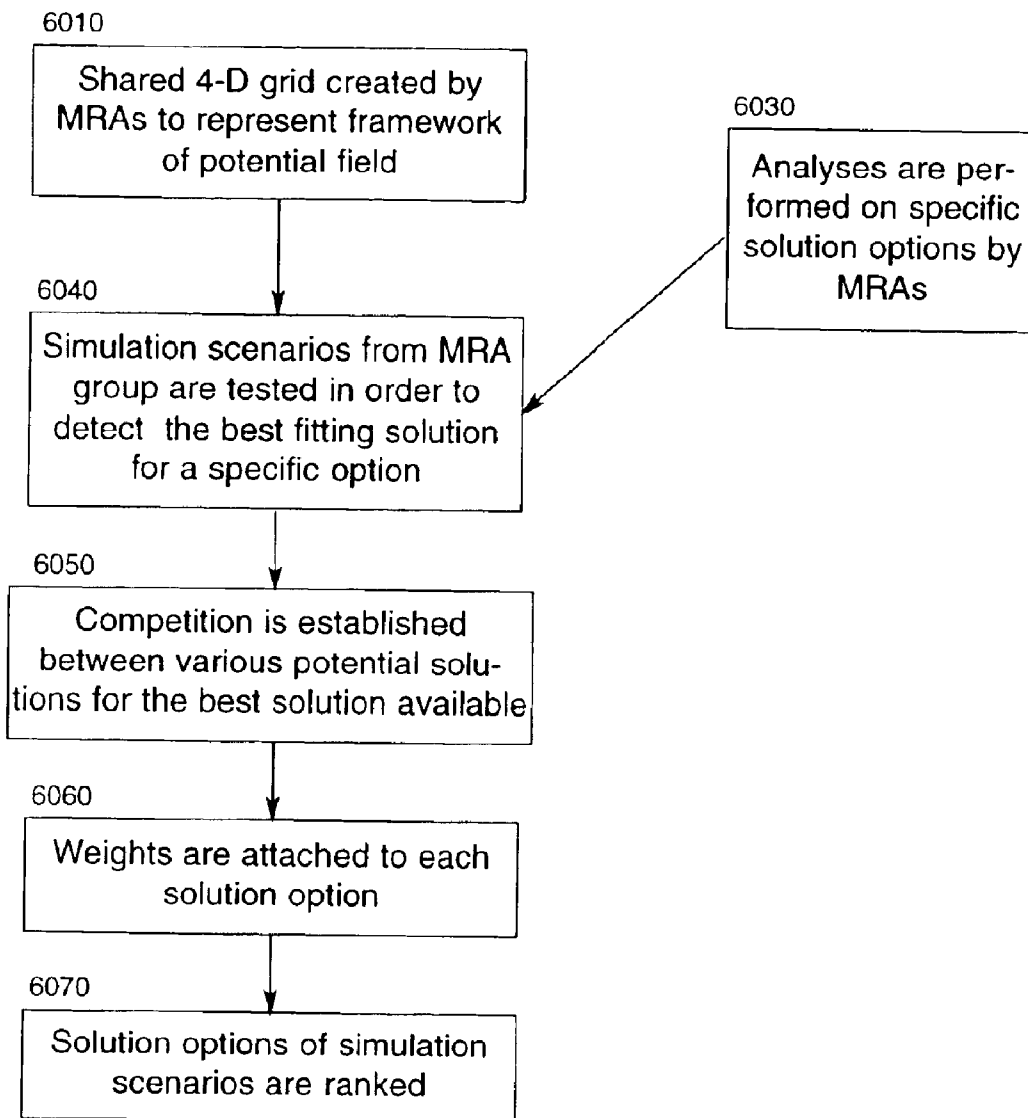 6010
Shared 4-D grid created by
MRAs to represent framework
of potential field
6030
Analyses are per-
formed on specific
solution options by
MRAs
6040
Simulation scenarios from MRA
group are tested in order to
detect the best fitting solution
for a specific option
6050
Competition is established
between various potential solu-
tions for the best solution available
6060
Weights are attached to each
solution option
6070
Solution options of simulation
scenarios are ranked